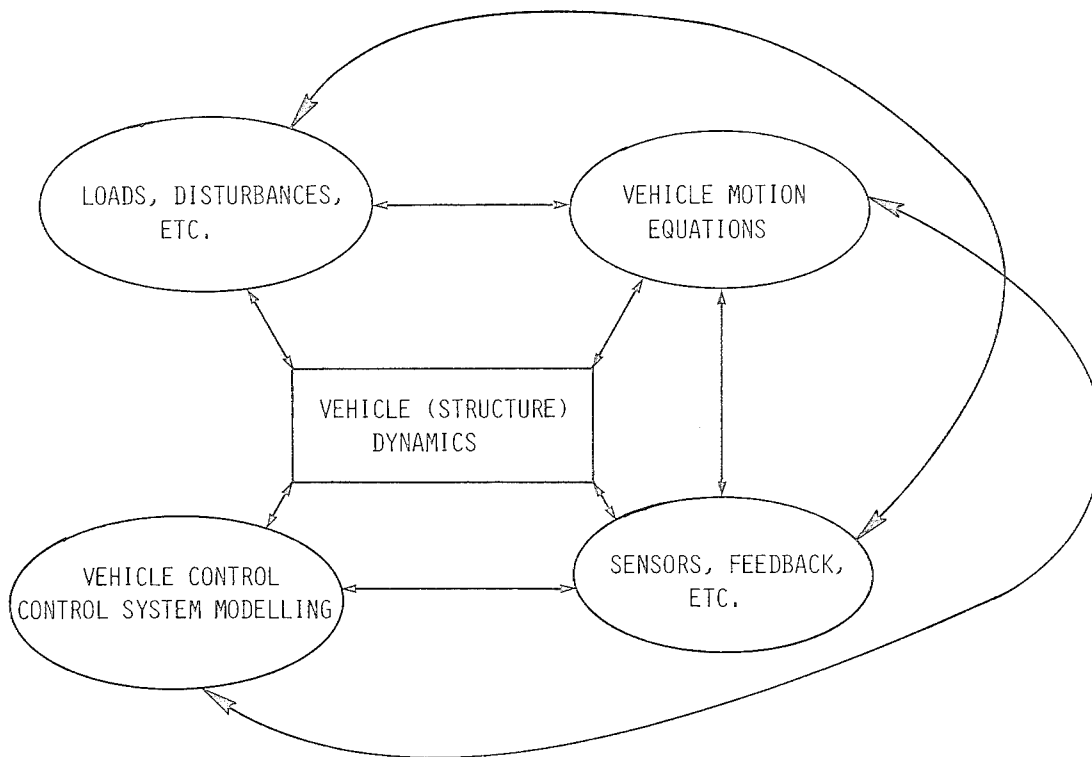 LOADS, DISTURBANCES,
ETC.
VEHICLE MOTION
EQUATIONS
VEHICLE (STRUCTURE)
DYNAMICS
VEHICLE CONTROL
CONTROL SYSTEM MODELLING
SENSORS, FEEDBACK,
ETC.